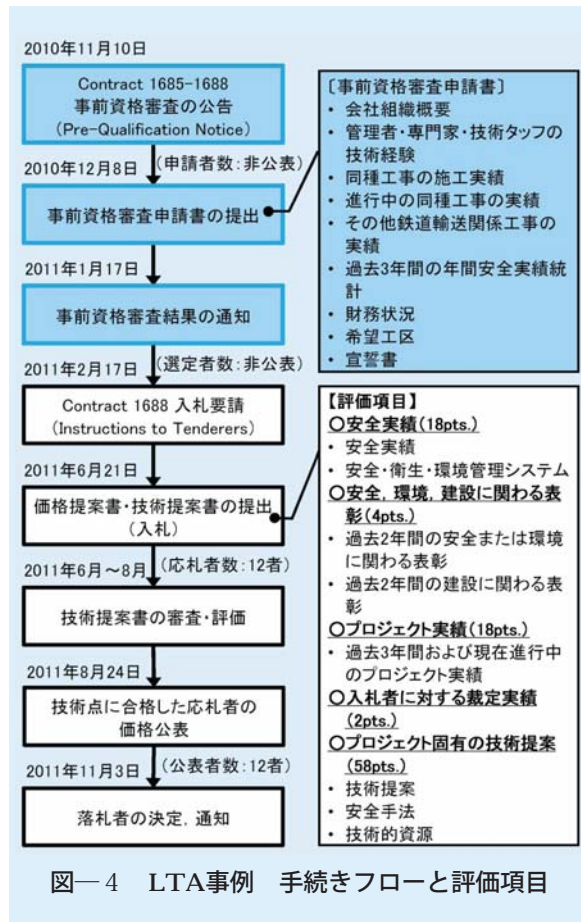 2010年11月10日
Contract 1685-1688
事前資格審査の公告
(Pre-Qualification Notice)
2010年12月8日
(申請者数:非公表)
事前資格審査申請書の提出
2011年1月17日
事前資格審査結果の通知
2011年2月17日
(選定者数:非公表)
Contract 1688 入札要請
(Instructions to Tenderers)
2011年6月21日
価格提案書・技術提案書の提出
(入札)
2011年6月~8月
(応札者数:12者)
技術提案書の審査・評価
2011年8月24日
技術点に合格した応札者の
価格公表
2011年11月3日
(公表者数:12者)
落札者の決定,通知
〔事前資格審査申請書〕
・ 会社組織概要
・ 管理者・専門家・技術タッフの
技術経験
・ 同種工事の施工実績
・ 進行中の同種工事の実績
・ その他鉄道輸送関係工事の
実績
・ 過去3年間の年間安全実績統
計
・ 財務状況
・ 希望工区
・ 宣誓書
【評価項目】
○安全実績(18pts.)
・ 安全実績
・ 安全・衛生・環境管理システム
○安全,環境,建設に関わる表
彰(4pts.)
・ 過去2年間の安全または環境
に関わる表彰
・ 過去2年間の建設に関わる表
彰
○プロジェクト実績(18pts.)
・ 過去3年間および現在進行中
のプロジェクト実績
○入札者に対する裁定実績
(2pts.)
○プロジェクト固有の技術提案
(58pts.)
・ 技術提案
・ 安全手法
・ 技術的資源
図―4 LTA事例 手続きフローと評価項目